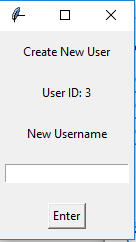 Create New User
User ID: 3
New Username
Enter